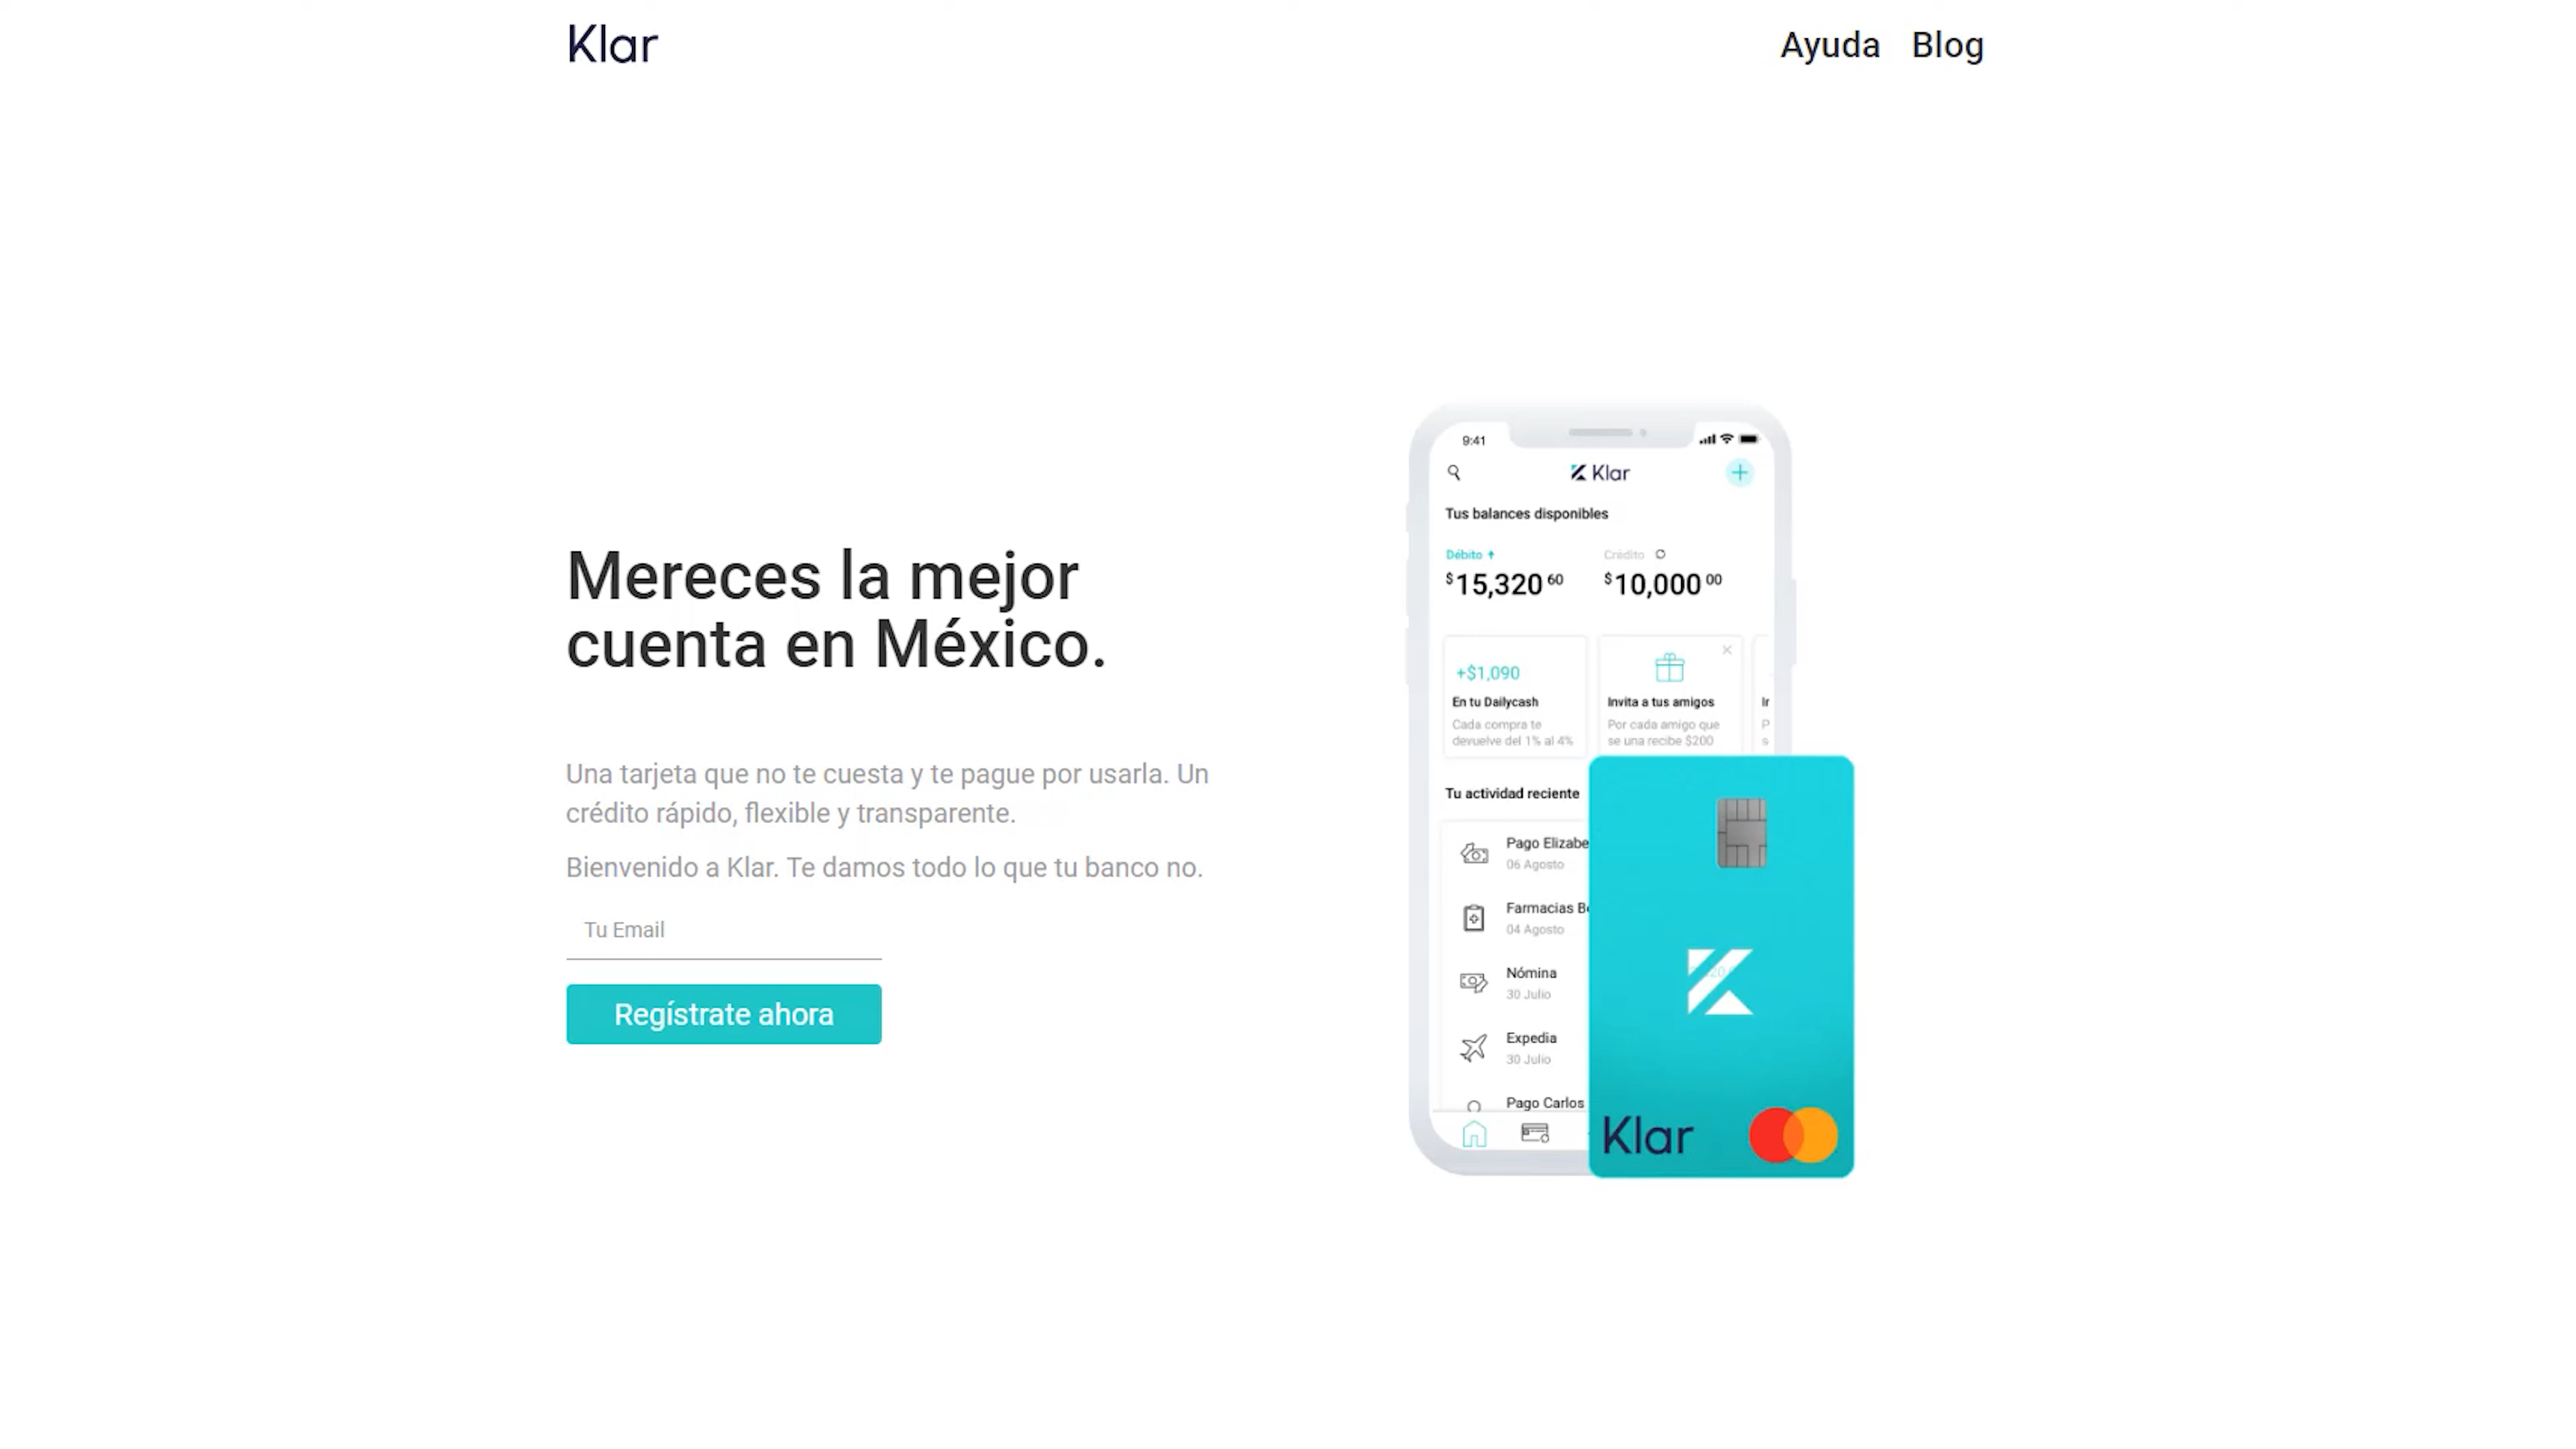 Klar
Ayuda Blog
Mereces la mejor
cuenta en México.
Una tarjeta que no te cuesta y te pague por usarla. Un
crédito rápido, flexible y transparente.
Bienvenido a Klar. Te damos todo lo que tu banco no.
Tu Email
Regístrate ahora
9:41
Klar
Tus balances disponibles
Débito Crédito
$15,320 60 $10,000 00
+$1,090
En tu Dailycash
Cada compra te
devuelve del 1% al 4%
Invita a tus amigos
Por cada amigo que
se una recibe $200
Tu actividad reciente
Pago Elizabe
06 Agosto
Farmacias
04 Agosto
Nómina
30 Julio
Expedia
30 Julio
Pago Carlos
Klar